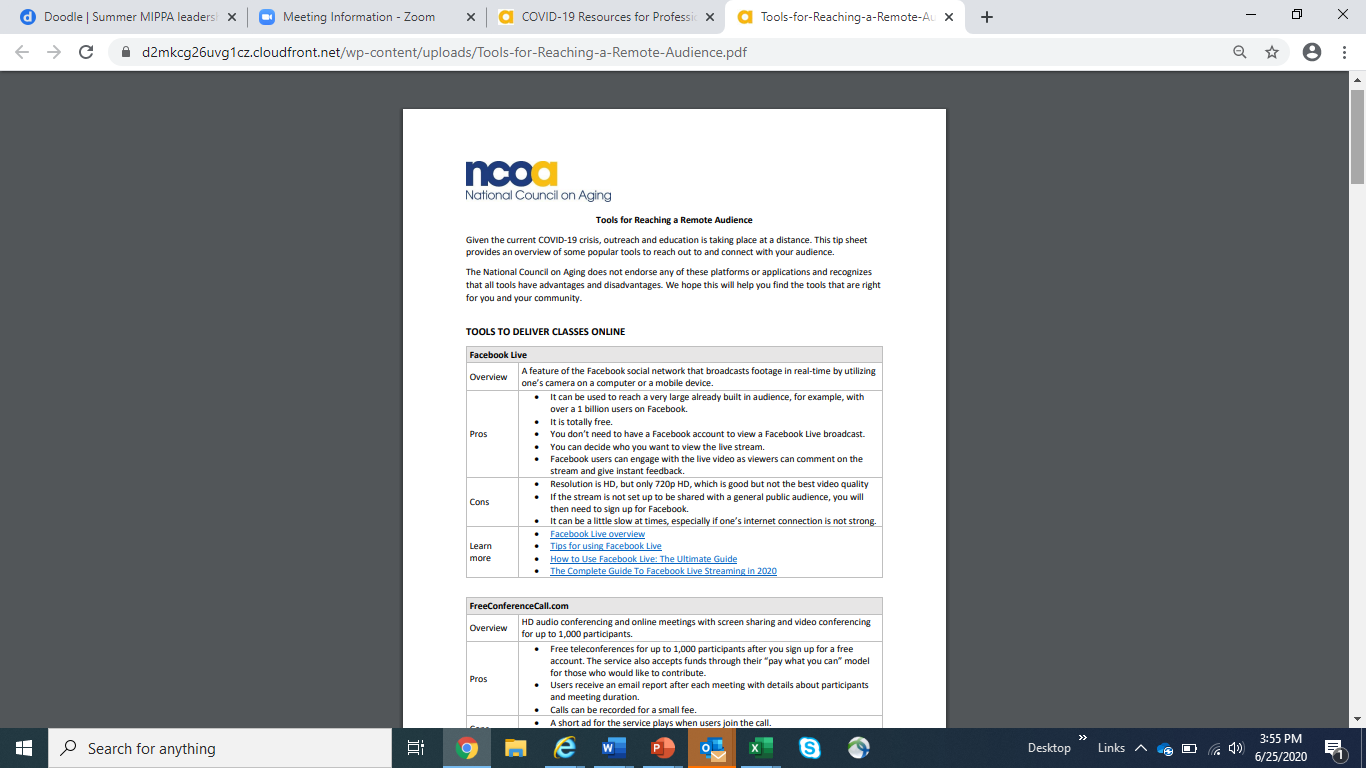 Doodle | Summer MIPPA leaders
Meeting Information - Zoom
COVID-19 Resources for Professi
Tools-for-Reaching-a-Remote-Au
d2mkcg26uvg1cz.cloudfront.net/wp-content/uploads/Tools-for-Reaching-a-Remote-Audience.pdf
ncoa
National Council on Aging
Tools for Reaching a Remote Audience
Given the current COVID-19 crisis, outreach and education is taking place at a distance. This tip sheet
provides an overview of some popular tools to reach out to and connect with your audience.
The National Council on Aging does not endorse any of these platforms or applications and recognizes
that all tools have advantages and disadvantages. We hope this will help you find the tools that are right
for you and your community.
TOOLS TO DELIVER CLASSES ONLINE
Facebook Live
Overview
A feature of the Facebook social network that broadcasts footage in real-time by utilizing
one's camera on a computer or a mobile device.
Pros
• It can be used to reach a very large already built in audience, for example, with
over a 1 billion users on Facebook.
• It is totally free.
• You don't need to have a Facebook account to view a Facebook Live broadcast.
• You can decide who you want to view the live stream.
• Facebook users can engage with the live video as viewers can comment on the
stream and give instant feedback.
Cons
• Resolution is HD, but only 720p HD, which is good but not the best video quality
• If the stream is not set up to be shared with a general public audience, you will
then need to sign up for Facebook.
• It can be a little slow at times, especially if one's internet connection is not strong.
Learn
more
• Facebook Live overview
• Tips for using Facebook Live
• How to Use Facebook Live: The Ultimate Guide
• The Complete Guide To Facebook Live Streaming in 2020
FreeConferenceCall.com
Overview
HD audio conferencing and online meetings with screen sharing and video conferencing
for up to 1,000 participants.
Pros
• Free teleconferences for up to 1,000 participants after you sign up for a free
account. The service also accepts funds through their "pay what you can" model
for those who would like to contribute.
• Users receive an email report after each meeting with details about participants
and meeting duration.
• Calls can be recorded for a small fee.
• A short ad for the service plays when users join the call.
Search for anything
Desktop
Links
3:55 PM
6/25/2020
1